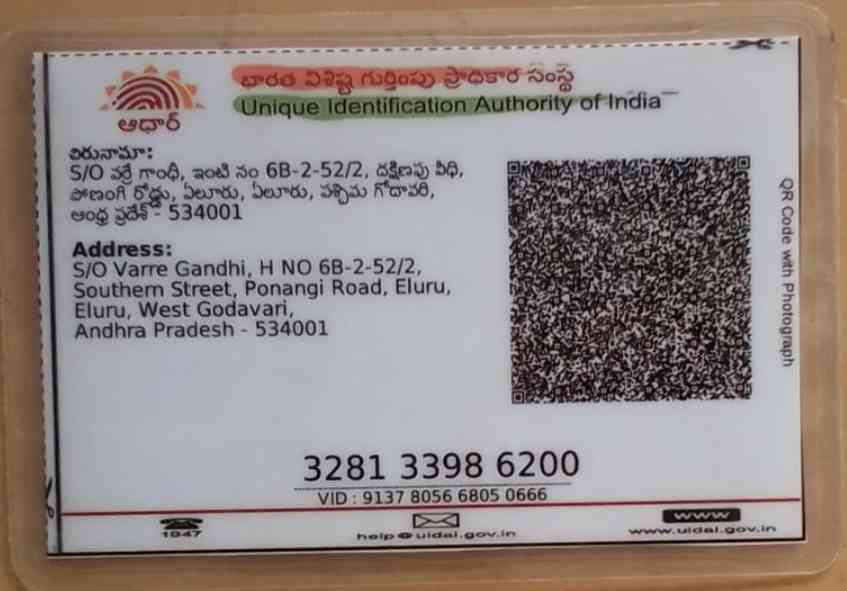 భారత విశిష్ట గుర్తింపు ప్రాధికార సంస్థ
Unique Identification Authority of India
ఆధార్
చిరునామా:
S/O వర్రే గాంధీ, ఇంటి నం 6B-2-52/2, దక్షిణపు వీధి,
పోణంగి రోడ్డు, ఏలూరు, ఏలూరు, పశ్చిమ గోదావరి,
ఆంధ్ర ప్రదేశ్ - 534001
Address:
S/O Varre Gandhi, H NO 6B-2-52/2,
Southern Street, Ponangi Road, Eluru,
Eluru, West Godavari,
Andhra Pradesh - 534001
QR Code with Photograph
3281 3398 6200
VID : 9137 8056 6805 0666
1947
help@uidai.gov.in
www
www.uidai.gov.in